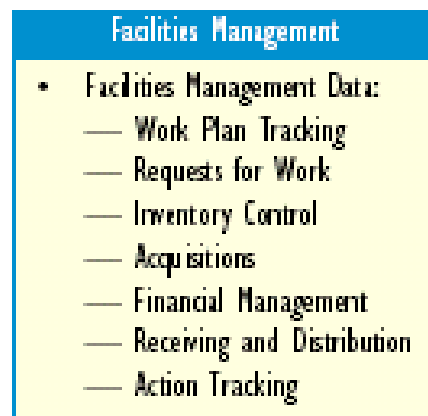 Facilities Management
• Facilities Management Data:
— Work Plan Tracking
— Requests for Work
— Inventory Control
— Acquisitions
— Financial Management
— Receiving and Distribution
— Action Tracking